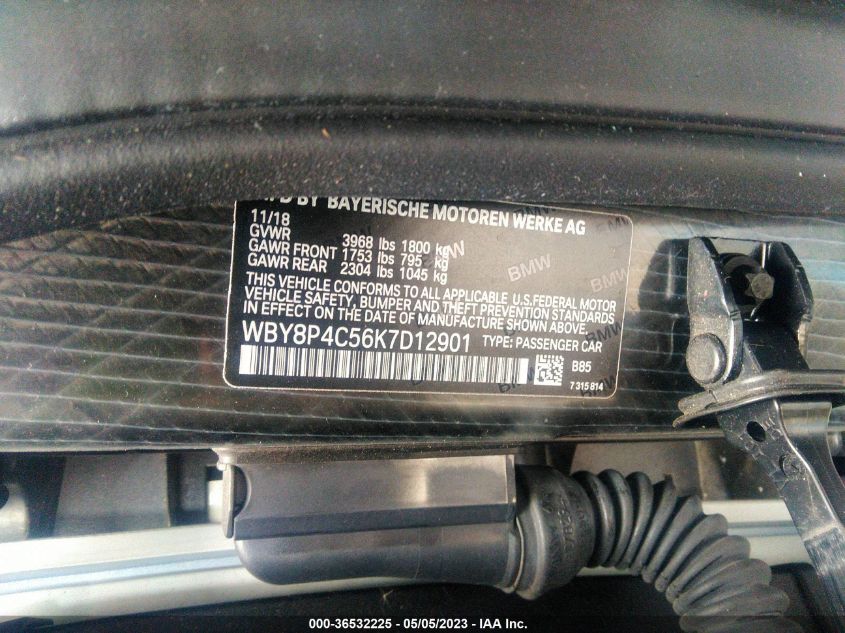 BY BAYERISCHE MOTOREN WERKE AG
11/18
GVWR 3968 lbs 1800 kg
GAWR FRONT 1753 lbs 795 kg
GAWR REAR 2304 lbs 1045 kg
THIS VEHICLE CONFORMS TO ALL APPLICABLE U.S.FEDERAL MOTOR
VEHICLE SAFETY, BUMPER AND THEFT PREVENTION STANDARDS
IN EFFECT ON THE DATE OF MANUFACTURE SHOWN ABOVE.
WBY8P4C56K7D12901 TYPE: PASSENGER CAR
B85
7 315 814
BMW
BMW
BMW
000-36532225 - 05/05/2023 - IAA Inc.